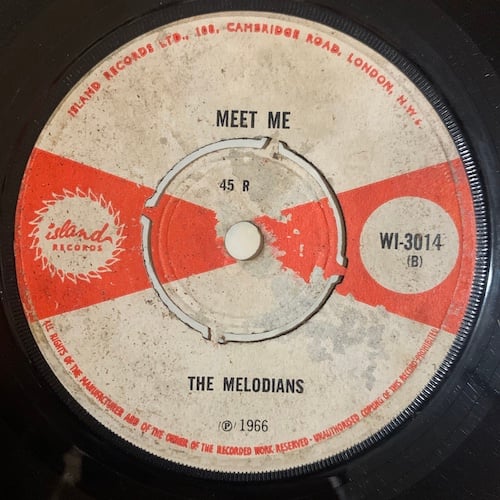 ISLAND RECORDS LTD., 108, CAMBRIDGE ROAD, LONDON, N.W.6
MEET ME
45 R
island
RECORDS
WI-3014
(B)
THE MELODIANS
℗ 1966
ALL RIGHTS OF THE MANUFACTURER AND OF THE OWNER OF THE RECORDED WORK RESERVED - UNAUTHORISED COPYING OF THIS RECORD PROHIBITED